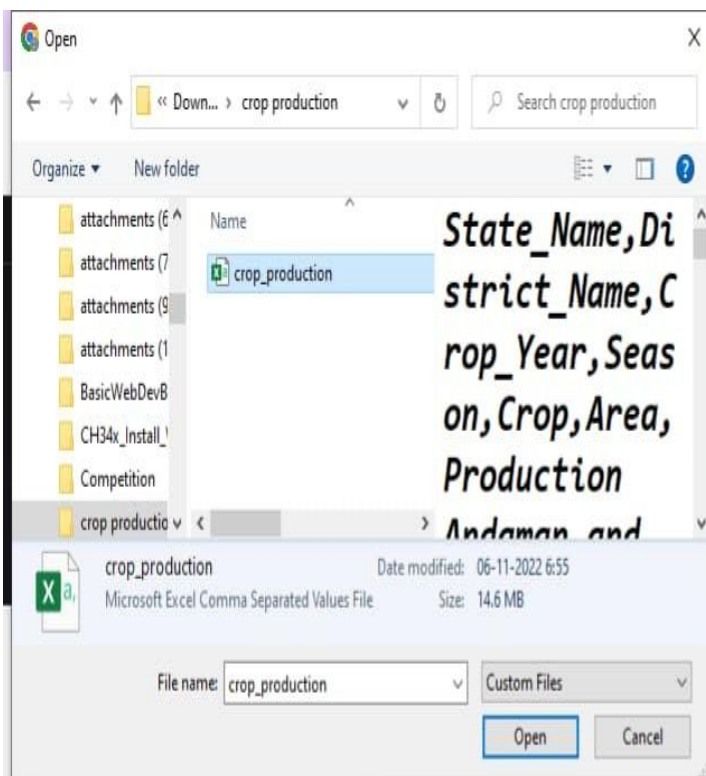 Open
« Down... › crop production
Search crop production
Organize
New folder
attachments (6
attachments (7
attachments (9
attachments (1
BasicWebDevB
CH34x_Install_
Competition
crop productio
Name
crop_production
State_Name,Di
strict_Name,C
rop_Year,Seas
on,Crop,Area,
Production
Andaman and
crop_production
Microsoft Excel Comma Separated Values File
Date modified: 06-11-2022 6:55
Size: 14.6 MB
File name: crop_production
Custom Files
Open
Cancel